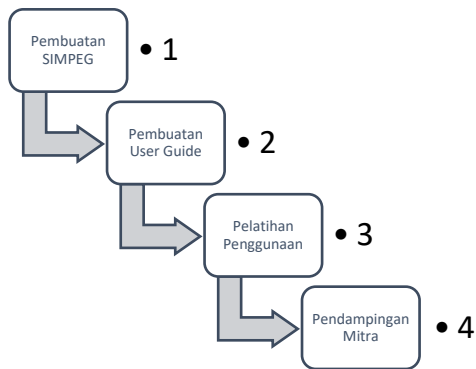 Pembuatan
SIMPEG
• 1
Pembuatan
User Guide
• 2
Pelatihan
Penggunaan
• 3
Pendampingan
Mitra
• 4